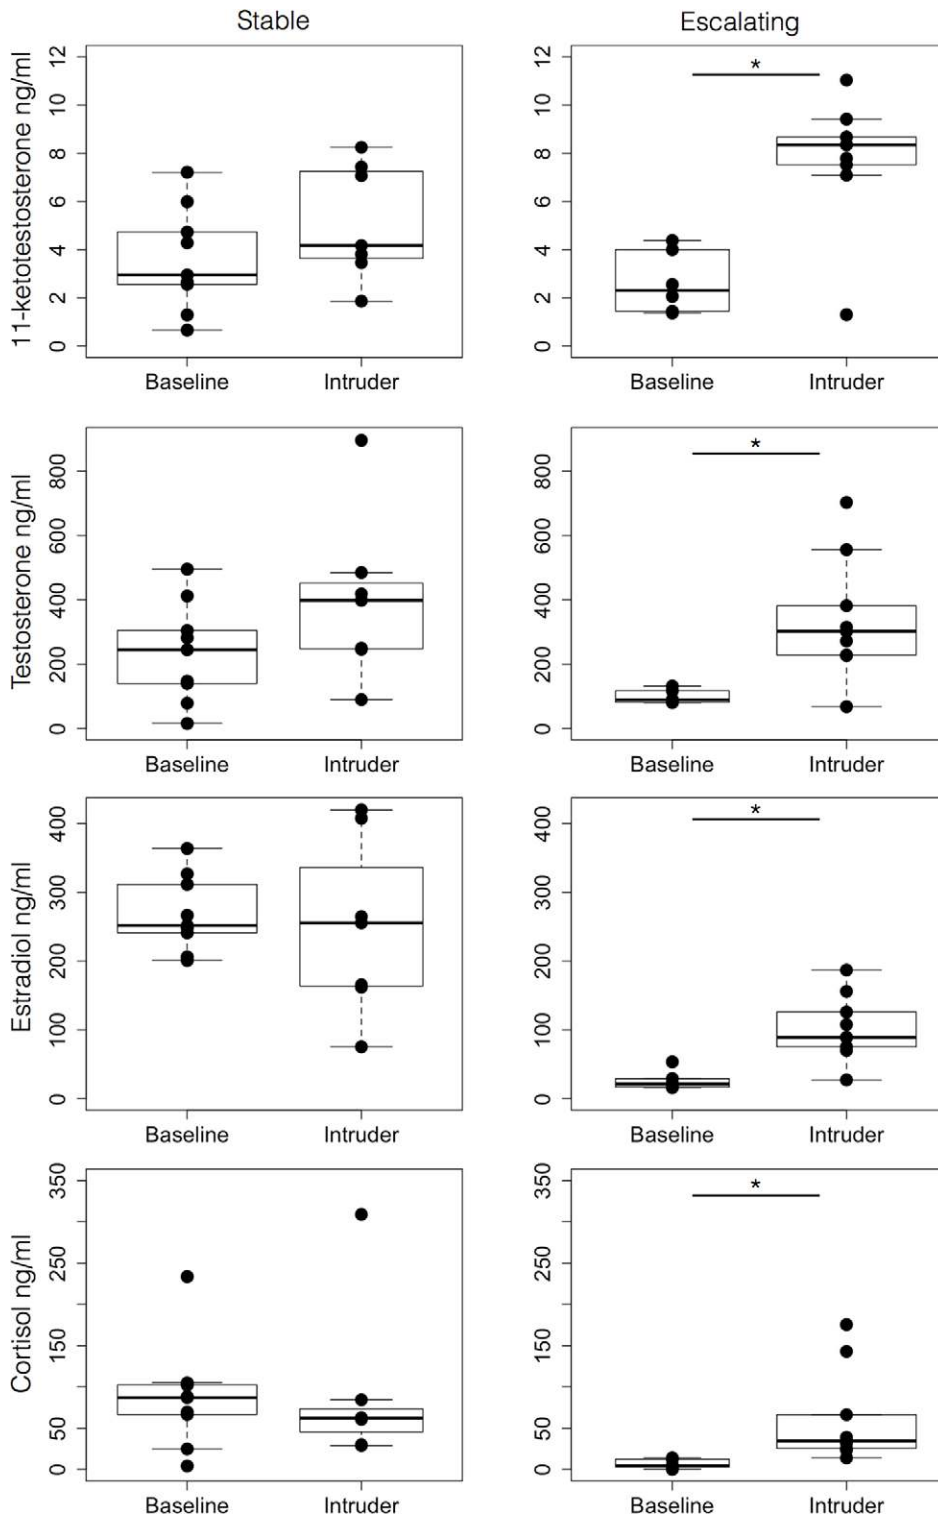 Stable
Escalating
11-ketotestosterone ng/ml
12
10
8
6
4
2
0
Baseline
Intruder
*
12
10
8
6
4
2
0
Baseline
Intruder
Testosterone ng/ml
800
600
400
200
0
Baseline
Intruder
*
800
600
400
200
0
Baseline
Intruder
Estradiol ng/ml
400
300
200
100
0
Baseline
Intruder
*
400
300
200
100
0
Baseline
Intruder
Cortisol ng/ml
350
250
150
50
0
Baseline
Intruder
*
350
250
150
50
0
Baseline
Intruder